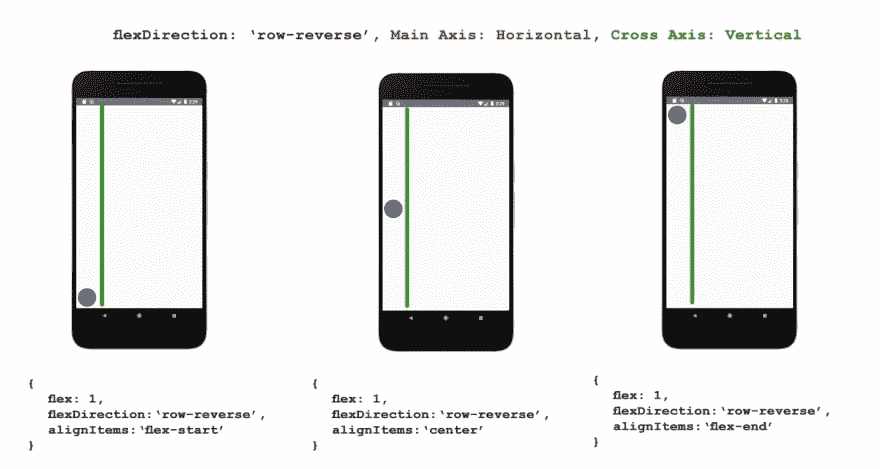 flexDirection: ‘row-reverse’, Main Axis: Horizontal, Cross Axis: Vertical
{
flex: 1,
flexDirection:‘row-reverse’,
alignItems:‘flex-start’
}
{
flex: 1,
flexDirection:‘row-reverse’,
alignItems:‘center’
}
{
flex: 1,
flexDirection:‘row-reverse’,
alignItems:‘flex-end’
}